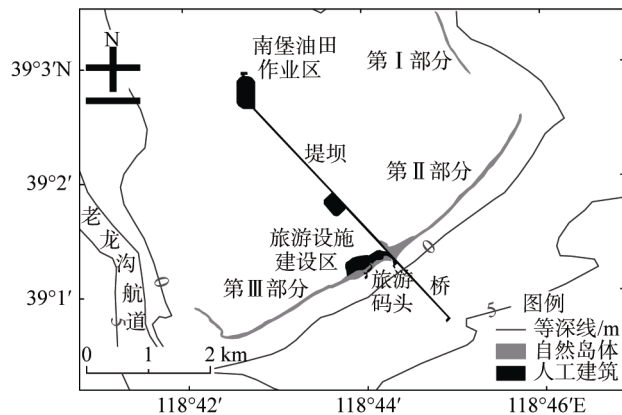 N
39°3′N
39°2′
39°1′
南堡油田
作业区
第Ⅰ部分
堤坝
第Ⅱ部分
老龙沟航道
旅游设施
建设区
第Ⅲ部分
旅游
码头
桥
0
5
0
5
图例
等深线/m
自然岛体
人工建筑
0 1 2 km
118°42′
118°44′
118°46′E